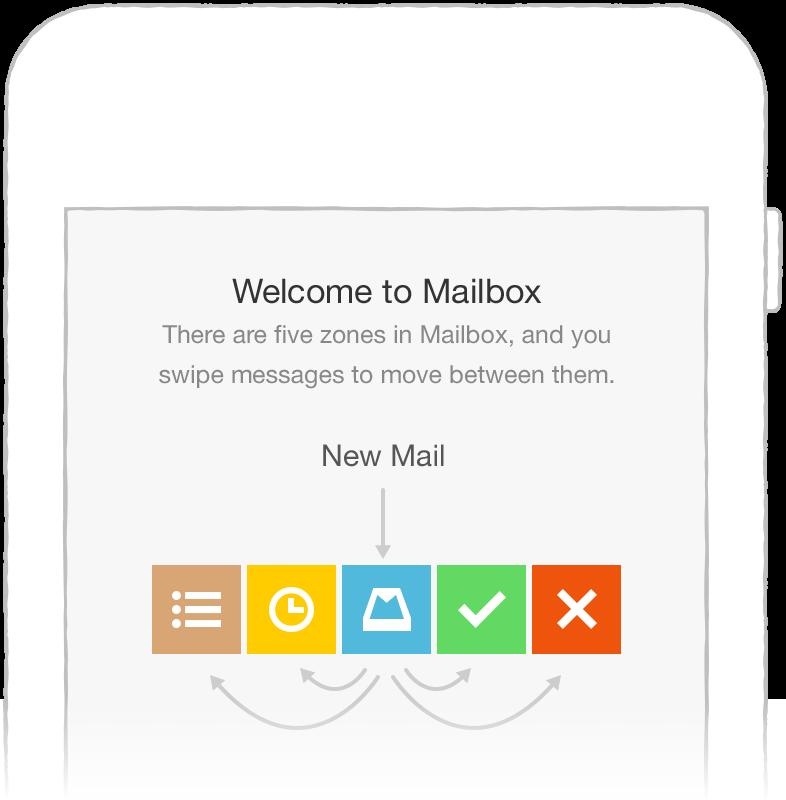 Welcome to Mailbox
There are five zones in Mailbox, and you
swipe messages to move between them.
New Mail